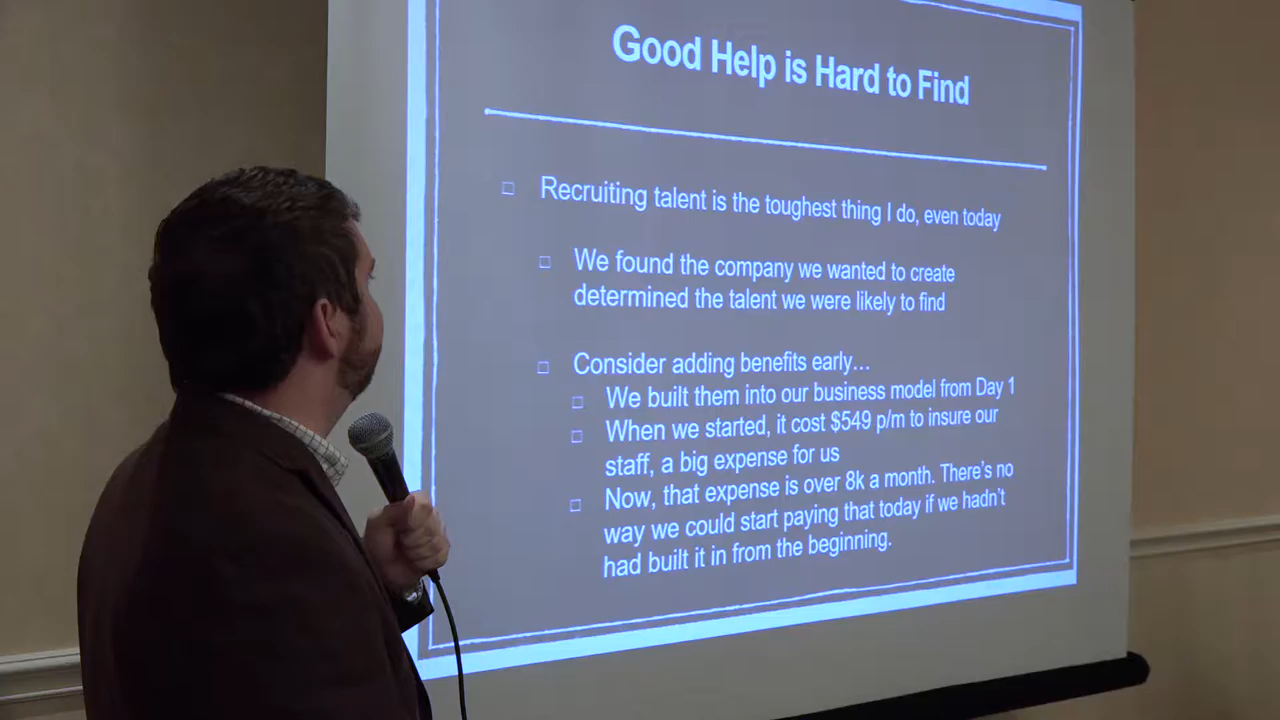 Good Help is Hard to Find
Recruiting talent is the toughest thing I do, even today
We found the company we wanted to create
determined the talent we were likely to find
Consider adding benefits early...
We built them into our business model from Day 1
When we started, it cost $549 p/m to insure our
staff, a big expense for us
Now, that expense is over 8k a month. There's no
way we could start paying that today if we hadn't
had built it in from the beginning.